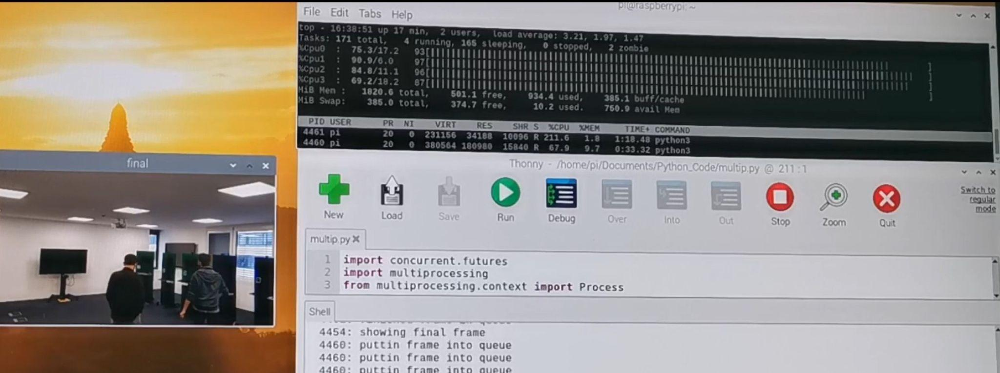 pi@raspberrypi: ~
File Edit Tabs Help
top - 16:38:51 up 17 min, 2 users, load average: 3.21, 1.97, 1.47
Tasks: 171 total, 4 running, 165 sleeping, 0 stopped, 2 zombie
%Cpu0 : 75.3/17.2 93[||||||||||||||||||||||||||||||||||||||||||||||||||||||||||||||||||||||||||||||||||||||||||||| ]
%Cpu1 : 90.9/6.0 97[||||||||||||||||||||||||||||||||||||||||||||||||||||||||||||||||||||||||||||||||||||||||||||||||| ]
%Cpu2 : 84.8/11.1 96[|||||||||||||||||||||||||||||||||||||||||||||||||||||||||||||||||||||||||||||||||||||||||||||||| ]
%Cpu3 : 69.2/18.2 87[||||||||||||||||||||||||||||||||||||||||||||||||||||||||||||||||||||||||||||||||||||||| ]
MiB Mem : 1820.6 total, 501.1 free, 934.4 used, 385.1 buff/cache
MiB Swap: 385.0 total, 374.7 free, 10.2 used. 760.9 avail Mem
PID USER PR NI VIRT RES SHR S %CPU %MEM TIME+ COMMAND
4461 pi 20 0 231156 34188 10096 R 211.6 1.8 1:18.48 python3
4460 pi 20 0 380564 180980 15840 R 67.9 9.7 0:33.32 python3
final
Thonny - /home/pi/Documents/Python_Code/multip.py @ 211:1
New Load Save Run Debug Over Into Out Stop Zoom Quit
Switch to
regular
mode
multip.py
1 import concurrent.futures
2 import multiprocessing
3 from multiprocessing.context import Process
Shell
4454: showing final frame
4460: puttin frame into queue
4460: puttin frame into queue
4460: puttin frame into queue